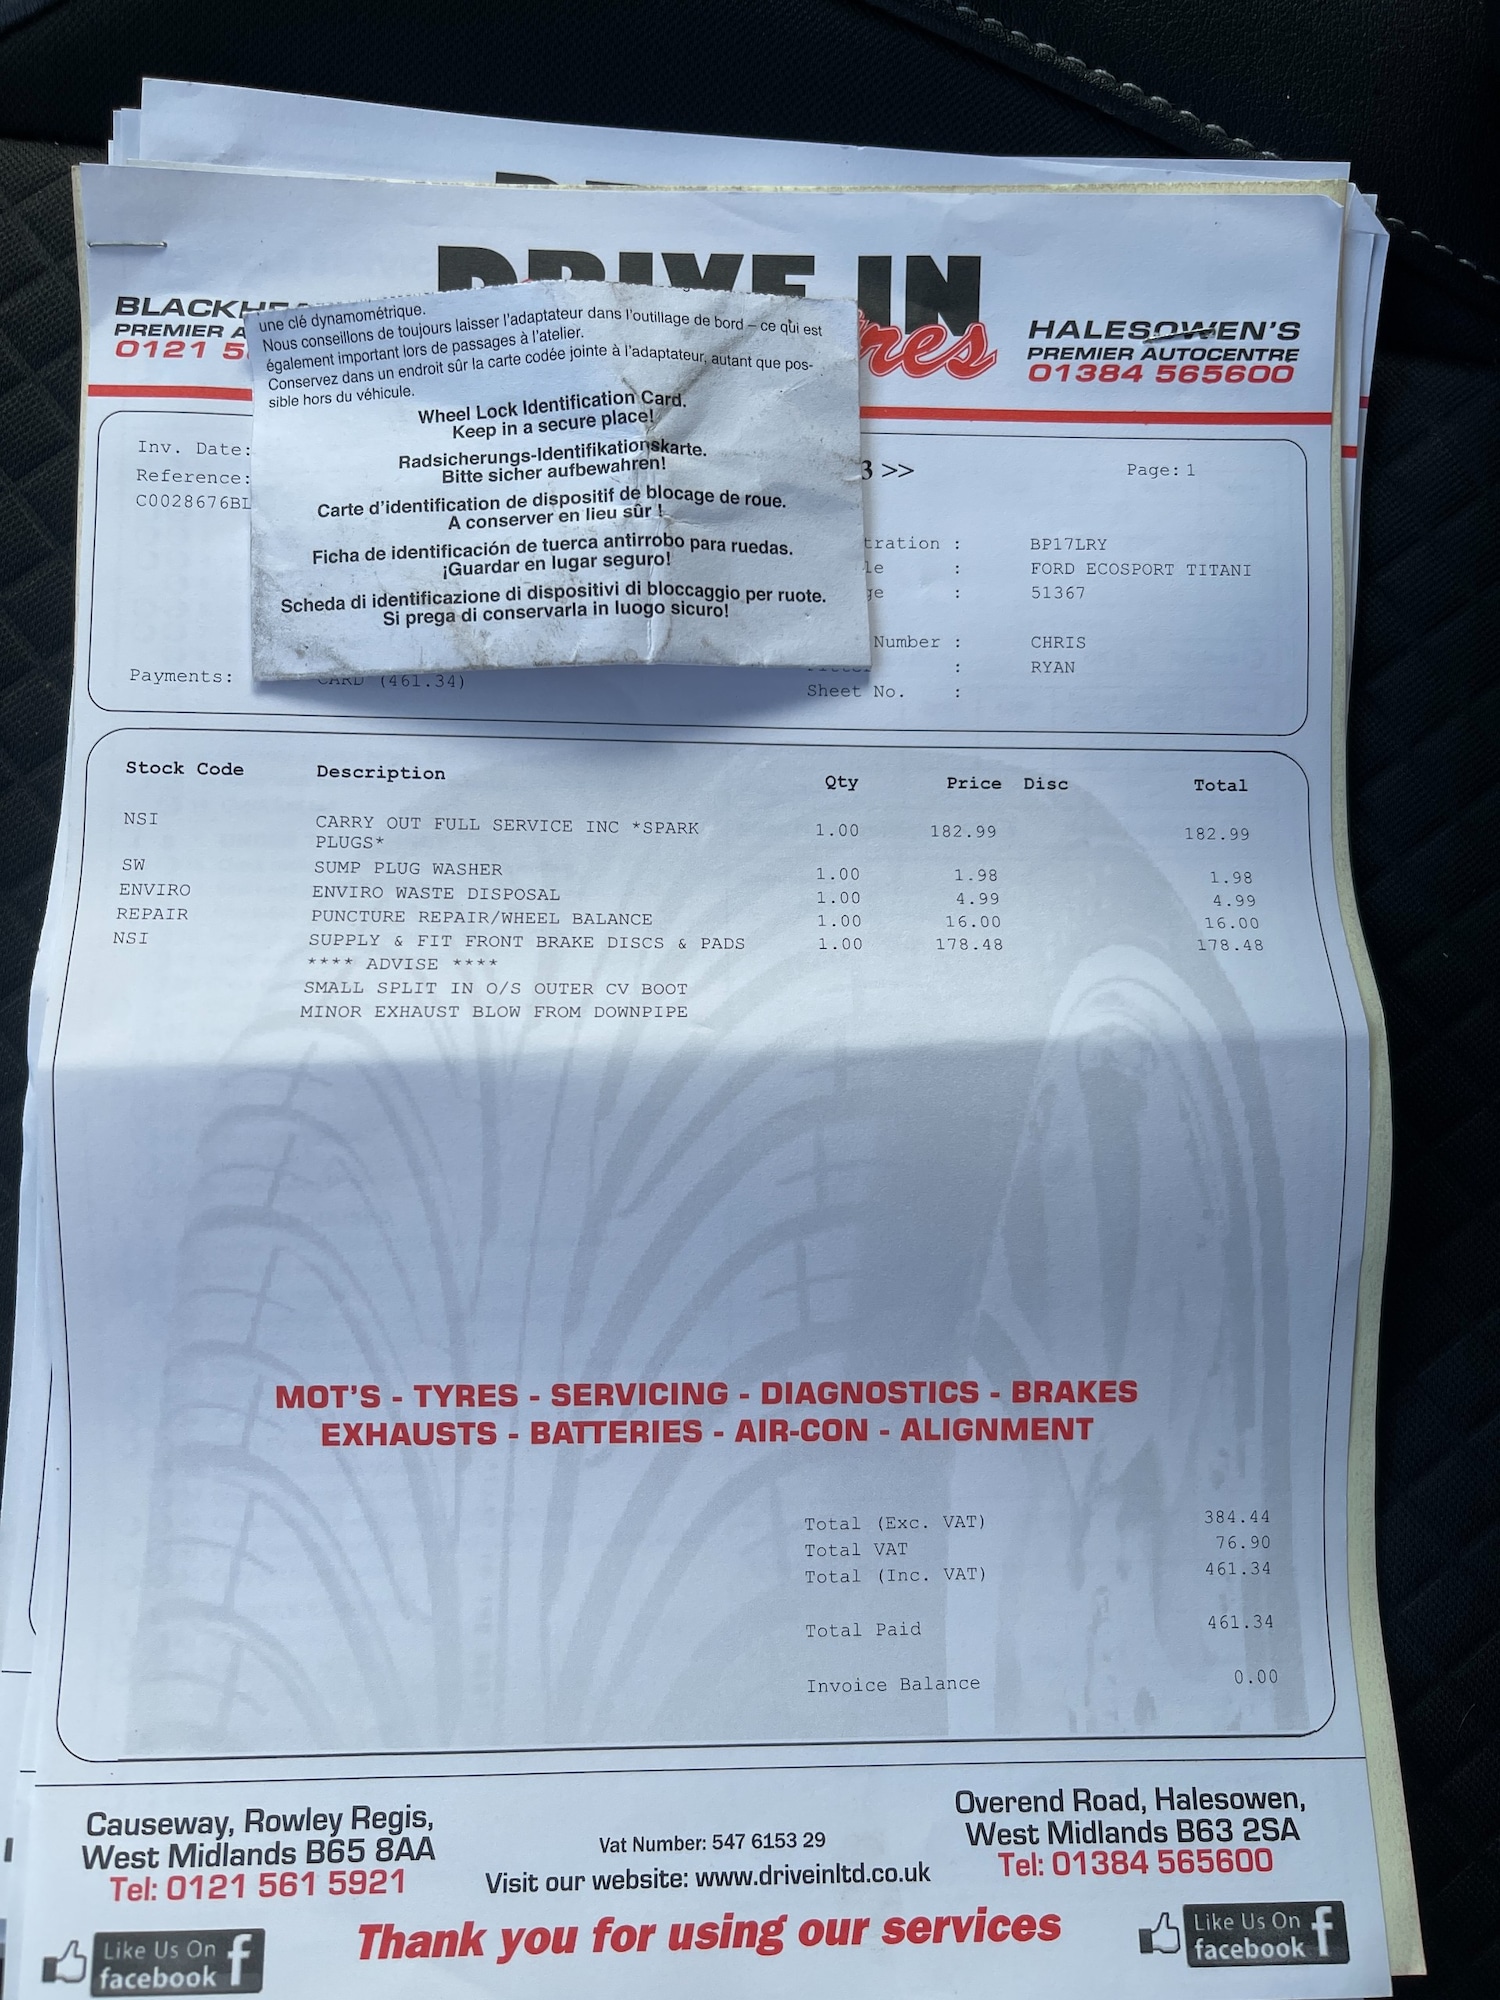 DRIVE IN
BLACKHE
PREMIER A
0121 5
res
HALESOWEN'S
PREMIER AUTOCENTRE
01384 565600
une clé dynamométrique.
Nous conseillons de toujours laisser l'adaptateur dans l'outillage de bord – ce qui est
également important lors de passages à l'atelier.
Conservez dans un endroit sûr la carte codée jointe à l'adaptateur, autant que pos-
sible hors du véhicule.
Wheel Lock Identification Card.
Keep in a secure place!
Radsicherungs-Identifikationskarte.
Bitte sicher aufbewahren!
Carte d'identification de dispositif de blocage de roue.
A conserver en lieu sûr !
Ficha de identificación de tuerca antirrobo para ruedas.
¡Guardar en lugar seguro!
Scheda di identificazione di dispositivi di bloccaggio per ruote.
Si prega di conservarla in luogo sicuro!
Inv. Date:
Reference:
C0028676BL
3 >>
Page: 1
tration : BP17LRY
le : FORD ECOSPORT TITANI
ge : 51367
Number : CHRIS
: RYAN
Sheet No. :
Payments: CARD (461.34)
Stock Code Description Qty Price Disc Total
NSI CARRY OUT FULL SERVICE INC *SPARK 1.00 182.99 182.99
PLUGS*
SW SUMP PLUG WASHER 1.00 1.98 1.98
ENVIRO ENVIRO WASTE DISPOSAL 1.00 4.99 4.99
REPAIR PUNCTURE REPAIR/WHEEL BALANCE 1.00 16.00 16.00
NSI SUPPLY & FIT FRONT BRAKE DISCS & PADS 1.00 178.48 178.48
**** ADVISE ****
SMALL SPLIT IN O/S OUTER CV BOOT
MINOR EXHAUST BLOW FROM DOWNPIPE
MOT'S - TYRES - SERVICING - DIAGNOSTICS - BRAKES
EXHAUSTS - BATTERIES - AIR-CON - ALIGNMENT
Total (Exc. VAT) 384.44
Total VAT 76.90
Total (Inc. VAT) 461.34
Total Paid 461.34
Invoice Balance 0.00
Causeway, Rowley Regis,
West Midlands B65 8AA
Tel: 0121 561 5921
Vat Number: 547 6153 29
Visit our website: www.driveinltd.co.uk
Overend Road, Halesowen,
West Midlands B63 2SA
Tel: 01384 565600
Thank you for using our services
Like Us On
facebook f
Like Us On
facebook f